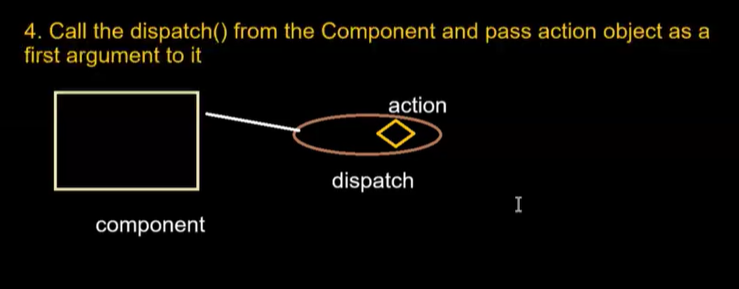 4. Call the dispatch() from the Component and pass action object as a
first argument to it
action
dispatch
component